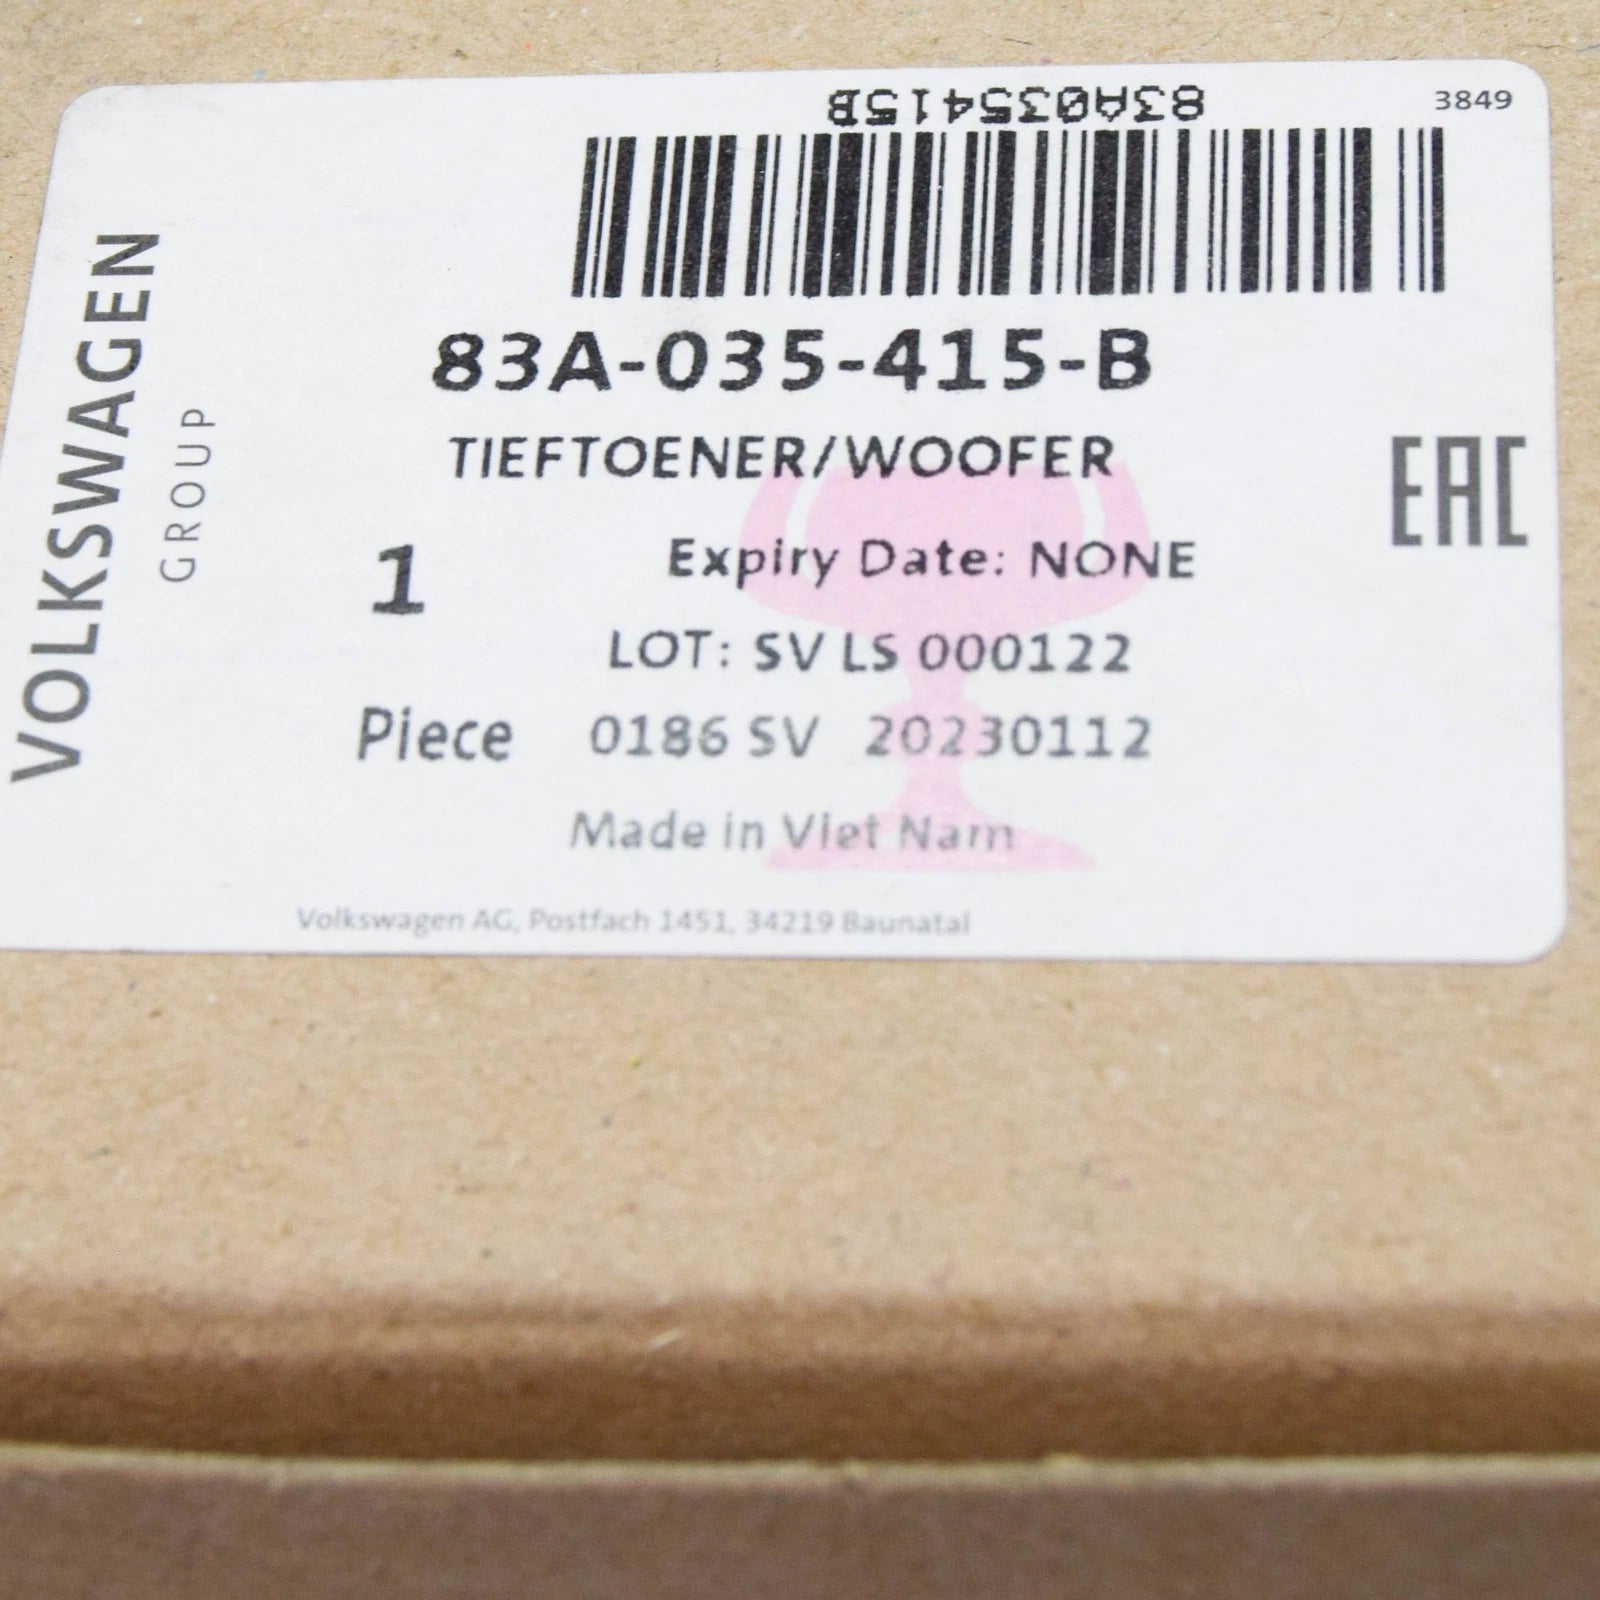 83A035415B
3849
VOLKSWAGEN
GROUP
83A-035-415-B
TIEFTOENER/WOOFER
EAC
1
Expiry Date: NONE
LOT: SV LS 000122
Piece
0186 SV 20230112
Made in Viet Nam
Volkswagen AG, Postfach 1451, 34219 Baunatal